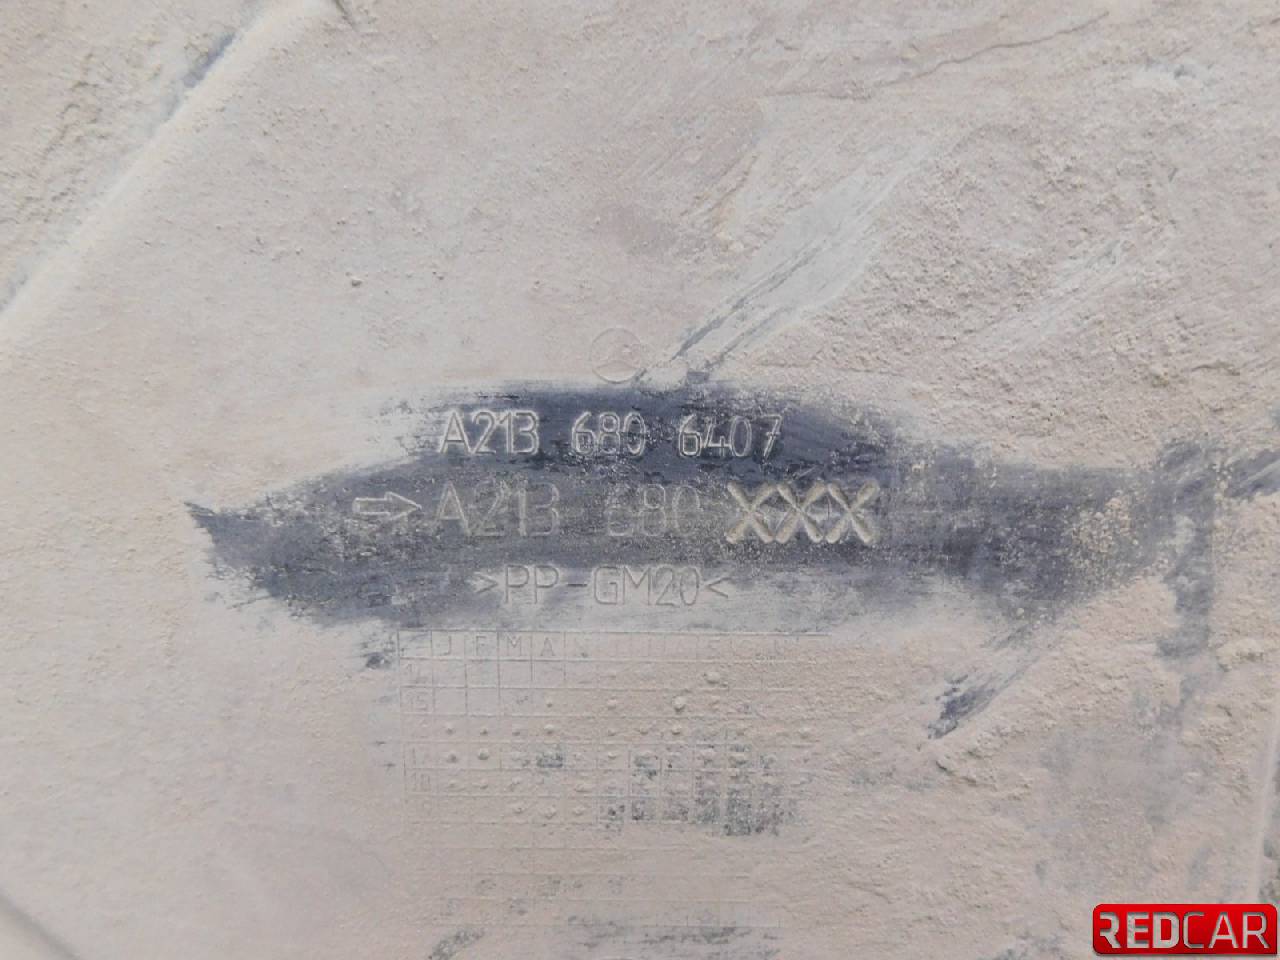 A213 680 6407
A213 680 XXX
>PP-GM20<
J F M A
REDCAR